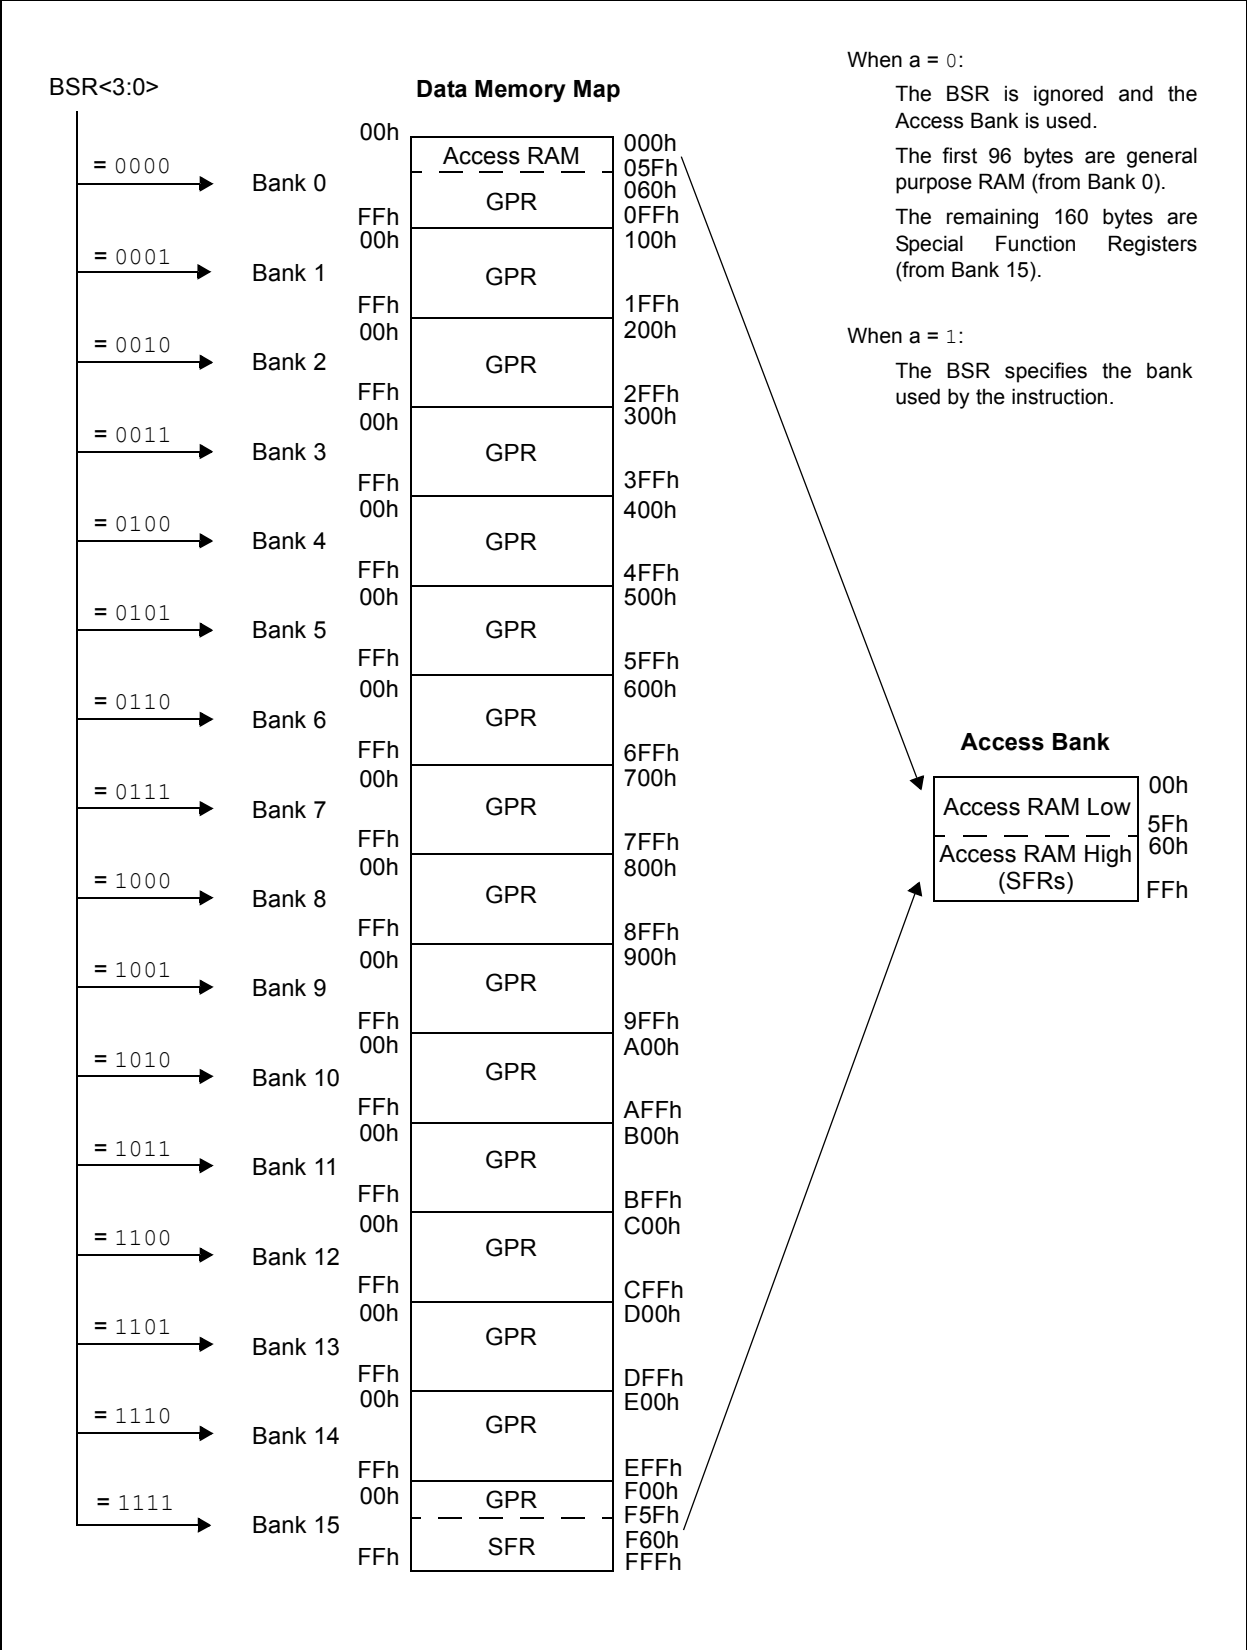 BSR<3:0>
Data Memory Map
When a = 0:
The BSR is ignored and the
Access Bank is used.
The first 96 bytes are general
purpose RAM (from Bank 0).
The remaining 160 bytes are
Special Function Registers
(from Bank 15).
When a = 1:
The BSR specifies the bank
used by the instruction.
= 0000
Bank 0
00h
FFh
Access RAM
GPR
000h
05Fh
060h
0FFh
= 0001
Bank 1
00h
FFh
GPR
100h
1FFh
= 0010
Bank 2
00h
FFh
GPR
200h
2FFh
= 0011
Bank 3
00h
FFh
GPR
300h
3FFh
= 0100
Bank 4
00h
FFh
GPR
400h
4FFh
= 0101
Bank 5
00h
FFh
GPR
500h
5FFh
= 0110
Bank 6
00h
FFh
GPR
600h
6FFh
= 0111
Bank 7
00h
FFh
GPR
700h
7FFh
= 1000
Bank 8
00h
FFh
GPR
800h
8FFh
= 1001
Bank 9
00h
FFh
GPR
900h
9FFh
= 1010
Bank 10
00h
FFh
GPR
A00h
AFFh
= 1011
Bank 11
00h
FFh
GPR
B00h
BFFh
= 1100
Bank 12
00h
FFh
GPR
C00h
CFFh
= 1101
Bank 13
00h
FFh
GPR
D00h
DFFh
= 1110
Bank 14
00h
FFh
GPR
E00h
EFFh
= 1111
Bank 15
00h
FFh
GPR
SFR
F00h
F5Fh
F60h
FFFh
Access Bank
Access RAM Low
Access RAM High
(SFRs)
00h
5Fh
60h
FFh